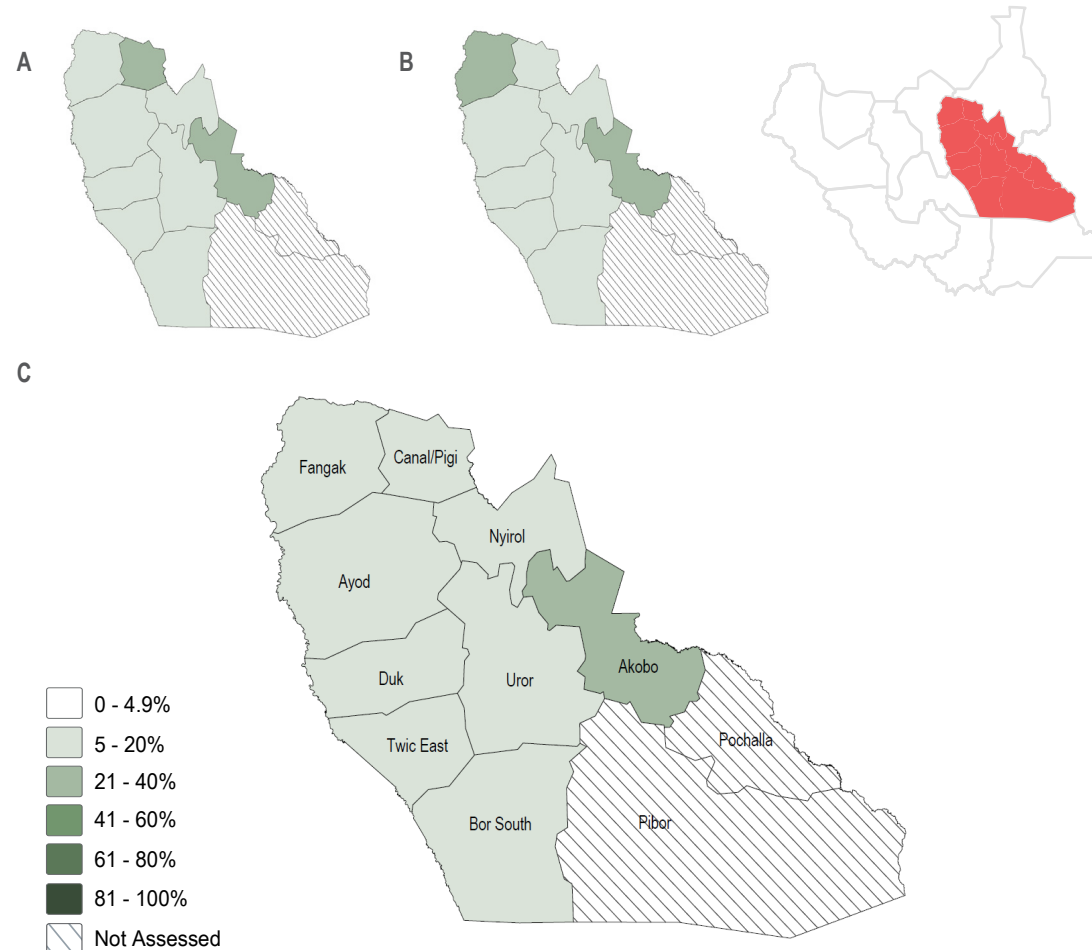 A
B
C
Fangak
Canal/Pigi
Nyirol
Ayod
Akobo
Duk
Uror
Twic East
Pochalla
Bor South
Pibor
0 - 4.9%
5 - 20%
21 - 40%
41 - 60%
61 - 80%
81 - 100%
Not Assessed